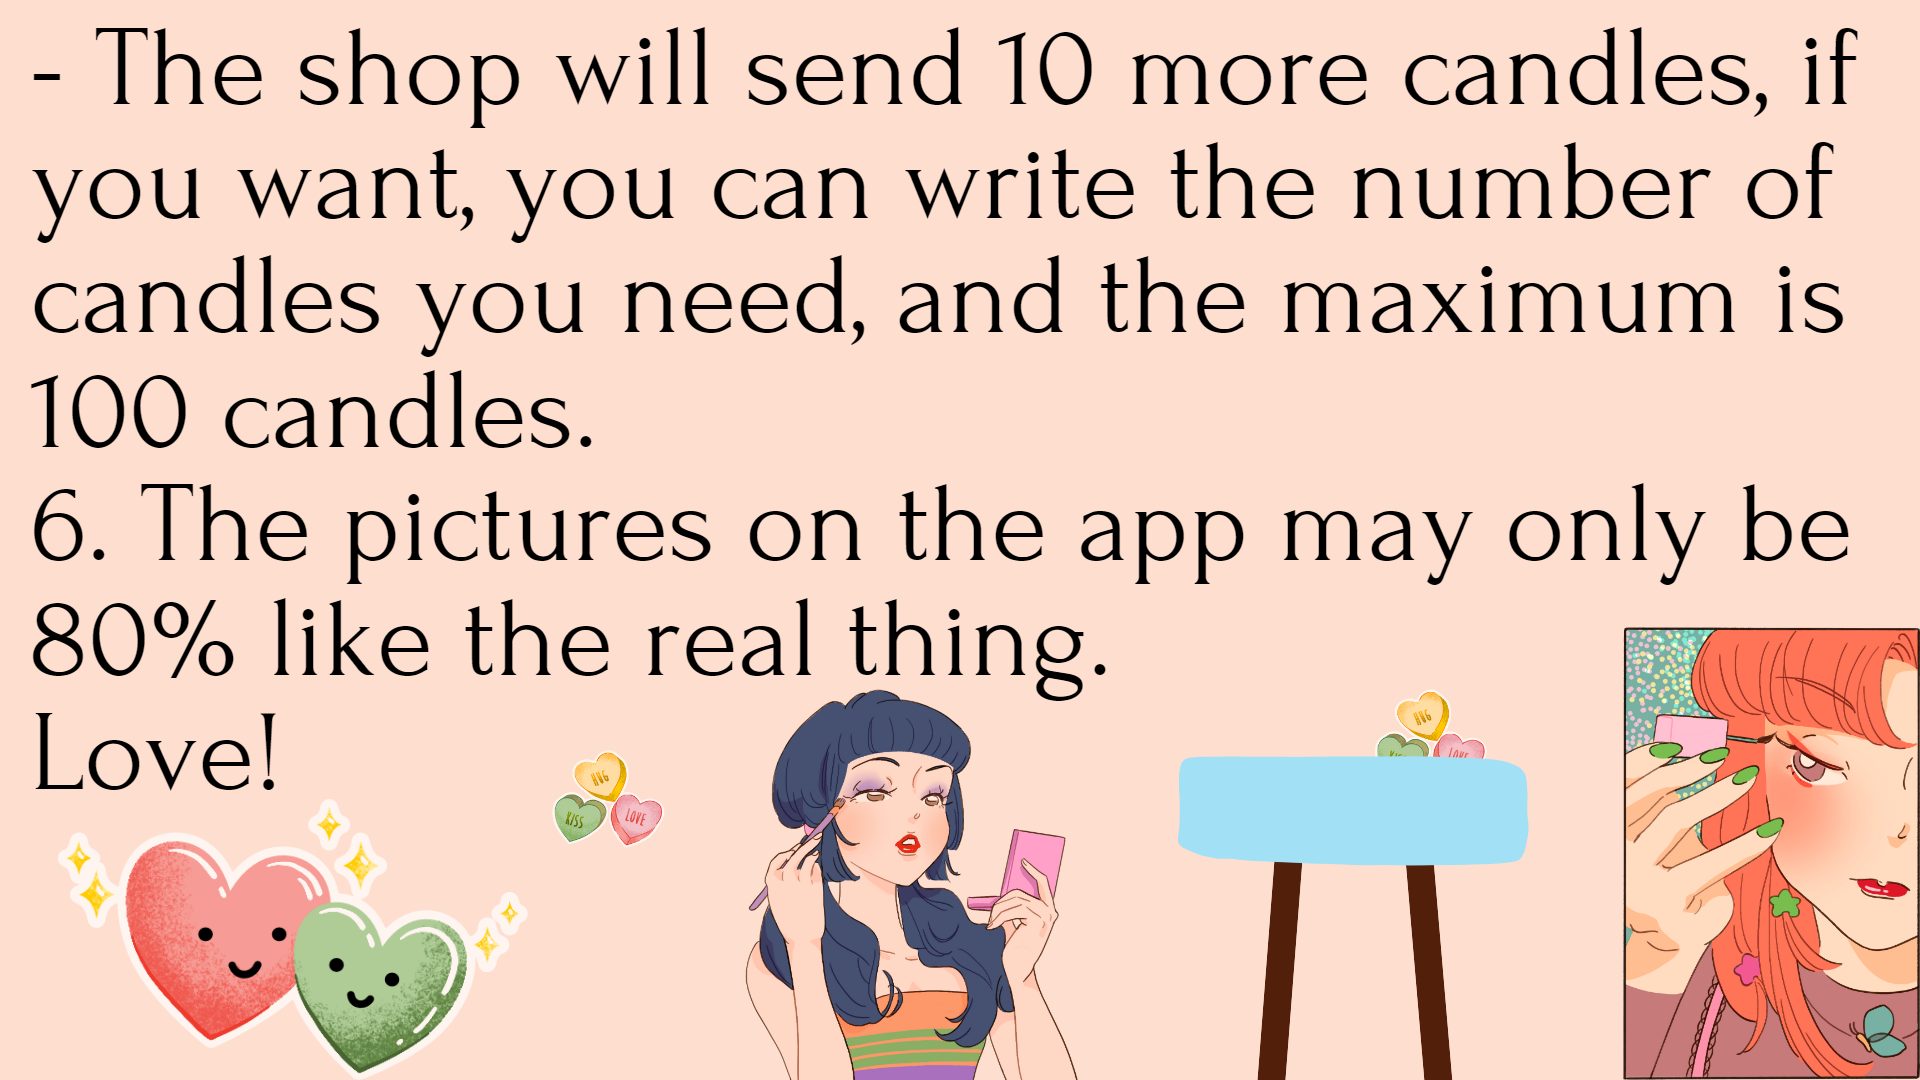 - The shop will send 10 more candles, if
you want, you can write the number of
candles you need, and the maximum is
100 candles.
6. The pictures on the app may only be
80% like the real thing.
Love!
HUG
KISS
LOVE
HUG
LOVE